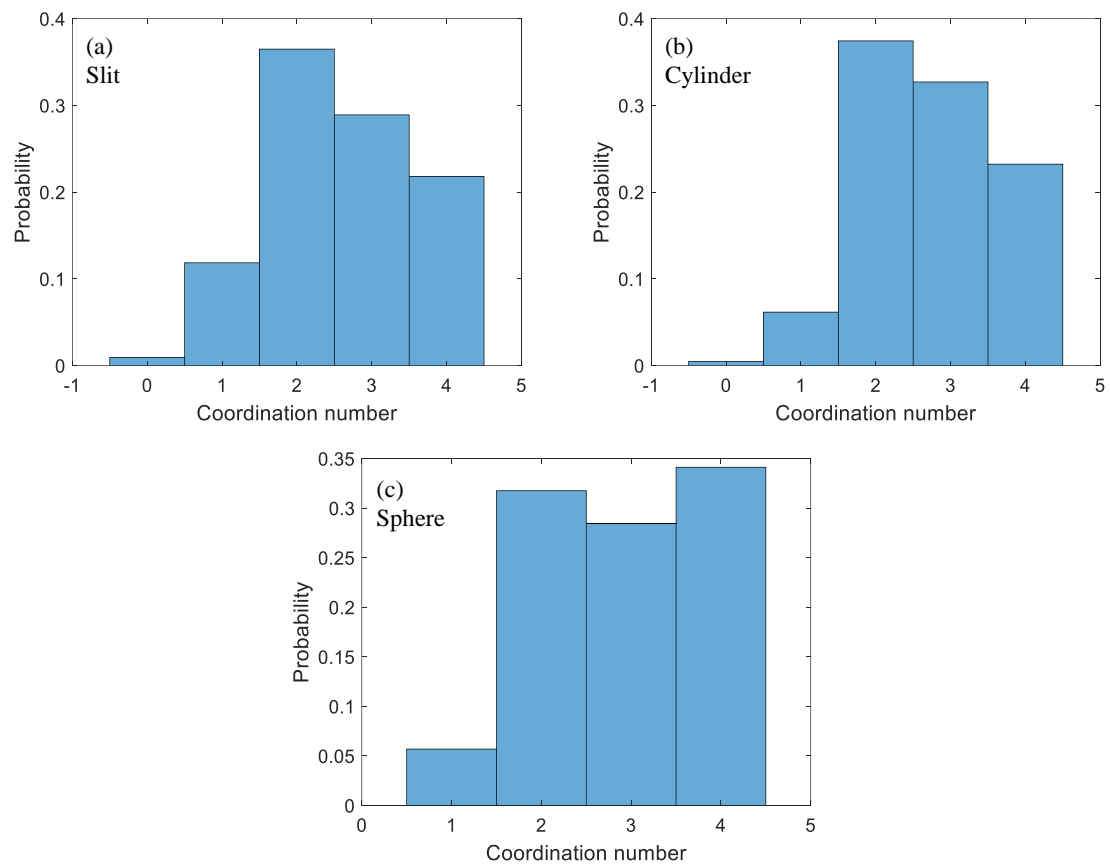 (a)
Slit
0.4
0.3
0.2
0.1
0
Probability
-1 0 1 2 3 4 5
Coordination number
(b)
Cylinder
0.4
0.3
0.2
0.1
0
Probability
-1 0 1 2 3 4 5
Coordination number
(c)
Sphere
0.35
0.3
0.25
0.2
0.15
0.1
0.05
0
Probability
0 1 2 3 4 5
Coordination number